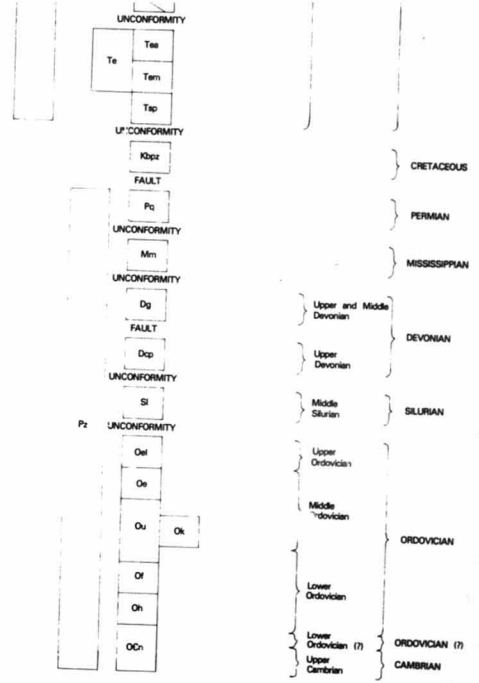 UNCONFORMITY
Tes
Te
Tem
Tsp
UNCONFORMITY
Kbpz
CRETACEOUS
FAULT
Pq
PERMIAN
UNCONFORMITY
Mm
MISSISSIPPIAN
UNCONFORMITY
Dg
Upper and Middle
Devonian
DEVONIAN
FAULT
Dcp
Upper
Devonian
UNCONFORMITY
Sl
Middle
Silurian
SILURIAN
Pz
UNCONFORMITY
Oel
Upper
Ordovician
Oe
Middle
Ordovician
Ou
Ok
ORDOVICIAN
Of
Lower
Ordovician
Oh
OCn
Lower
Ordovician (?)
ORDOVICIAN (?)
Upper
Cambrian
CAMBRIAN